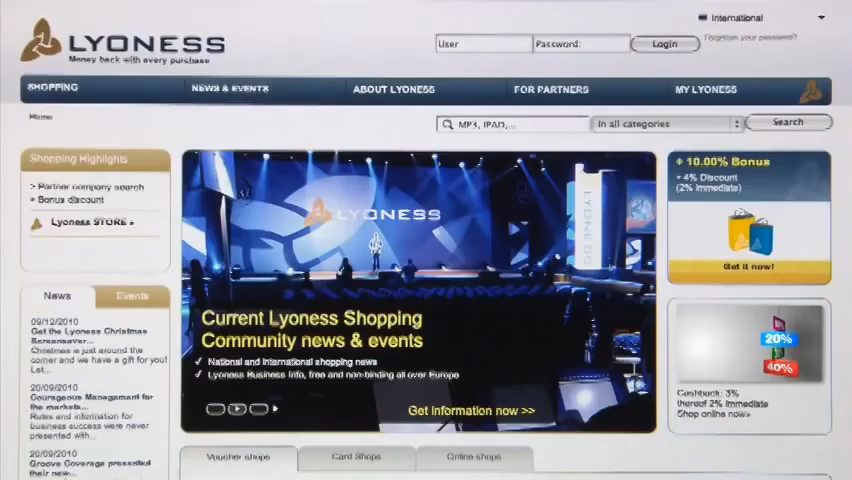 International
LYONESS
Money back with every purchase
User
Password:
Login
Forgotten your password?
SHOPPING
NEWS & EVENTS
ABOUT LYONESS
FOR PARTNERS
MY LYONESS
Home
MP3, IPAD,...
In all categories
Search
Shopping Highlights
> Partner company search
> Bonus discount
Lyoness STORE »
LYONESS
LYONESS
Current Lyoness Shopping
Community news & events
✓ National and international shopping news
✓ Lyoness Business Info, free and non-binding all over Europe
Get information now >>
+ 10.00% Bonus
+ 4% Discount
(2% immediate)
Get it now!
20%
40%
Cashback: 3%
thereof 2% immediate
Shop online now»
News
Events
09/12/2010
Get the Lyoness Christmas
Screensaver...
Christmas is just around the
corner and we have a gift for you!
Let...
20/09/2010
Courageous Management for
the markets...
Rules and information for
business success were never
presented with...
20/09/2010
Groove Coverage presented
their new...
Voucher shops
Card Shops
Online shops